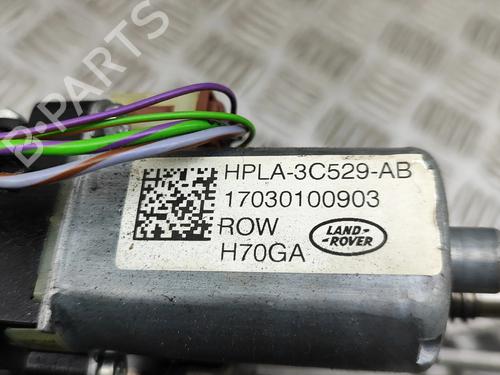 B-PARTS
HPLA-3C529-AB
17030100903
ROW
H70GA
LAND-
ROVER